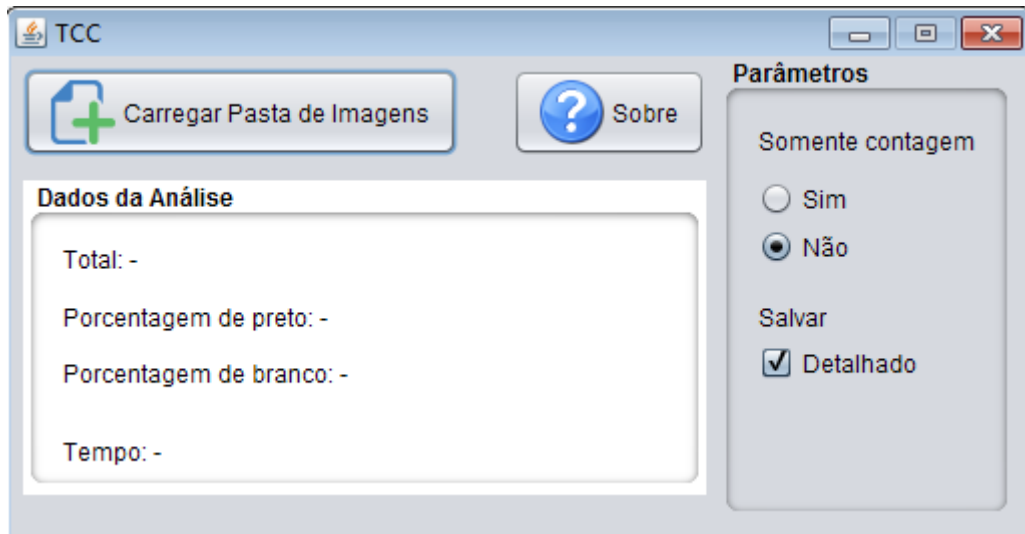 TCC
Carregar Pasta de Imagens
Sobre
Dados da Análise
Total: -
Porcentagem de preto: -
Porcentagem de branco: -
Tempo: -
Parâmetros
Somente contagem
Sim
Não
Salvar
Detalhado